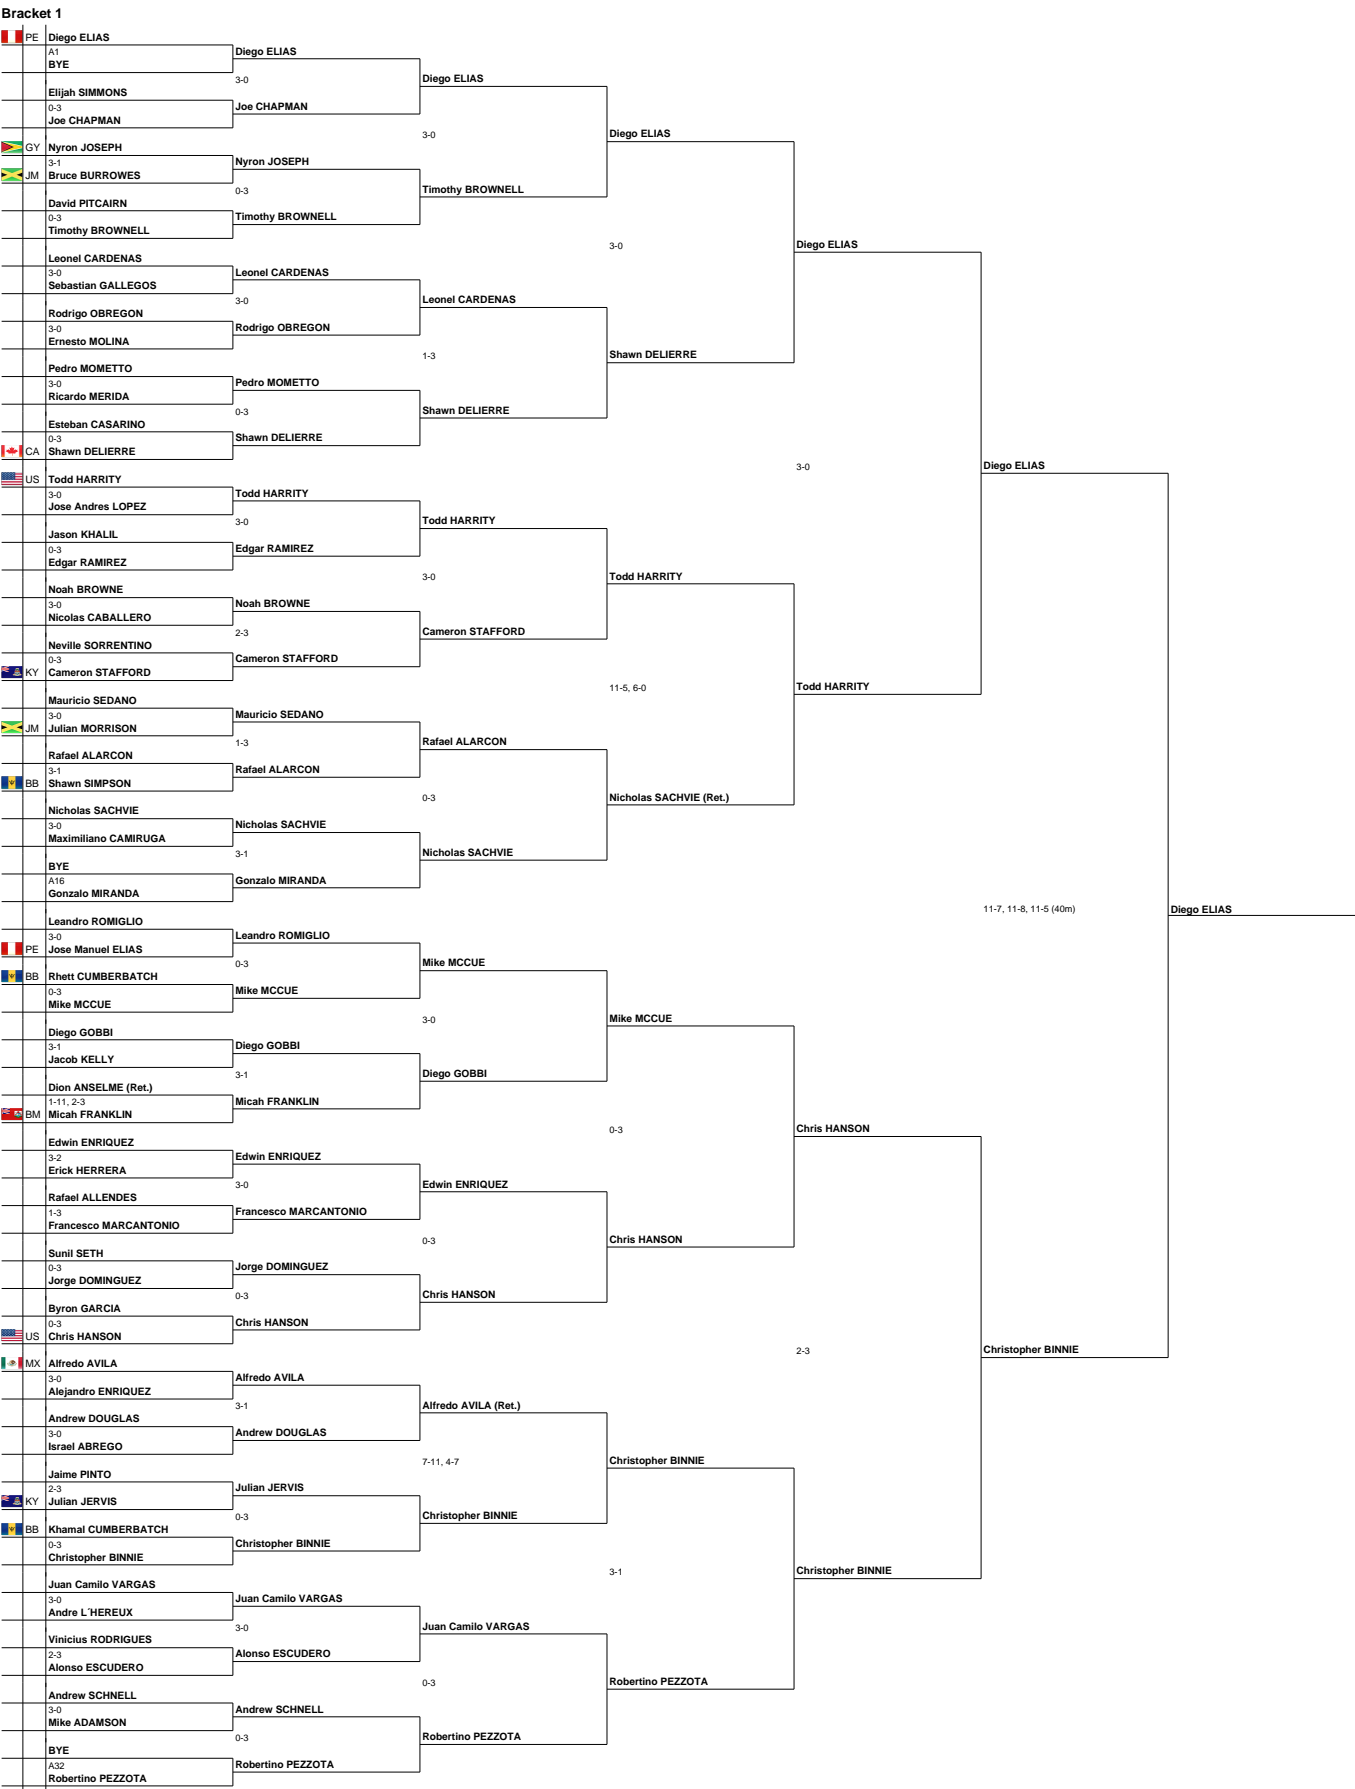 Bracket 1
PE Diego ELIAS
A1 Diego ELIAS
BYE
3-0 Diego ELIAS
Elijah SIMMONS
0-3 Joe CHAPMAN
Joe CHAPMAN
3-0 Diego ELIAS
GY Nyron JOSEPH
3-1 Nyron JOSEPH
JM Bruce BURROWES
0-3 Timothy BROWNELL
David PITCAIRN
0-3 Timothy BROWNELL
Timothy BROWNELL
3-0 Diego ELIAS
Leonel CARDENAS
3-0 Leonel CARDENAS
Sebastian GALLEGOS
3-0 Leonel CARDENAS
Rodrigo OBREGON
3-0 Rodrigo OBREGON
Ernesto MOLINA
1-3 Shawn DELIERRE
Pedro MOMETTO
3-0 Pedro MOMETTO
Ricardo MERIDA
0-3 Shawn DELIERRE
Esteban CASARINO
0-3 Shawn DELIERRE
CA Shawn DELIERRE
3-0 Diego ELIAS
US Todd HARRITY
3-0 Todd HARRITY
Jose Andres LOPEZ
3-0 Todd HARRITY
Jason KHALIL
0-3 Edgar RAMIREZ
Edgar RAMIREZ
3-0 Todd HARRITY
Noah BROWNE
3-0 Noah BROWNE
Nicolas CABALLERO
2-3 Cameron STAFFORD
Neville SORRENTINO
0-3 Cameron STAFFORD
KY Cameron STAFFORD
11-5, 6-0 Todd HARRITY
Mauricio SEDANO
3-0 Mauricio SEDANO
JM Julian MORRISON
1-3 Rafael ALARCON
Rafael ALARCON
3-1 Rafael ALARCON
BB Shawn SIMPSON
0-3 Nicholas SACHVIE (Ret.)
Nicholas SACHVIE
3-0 Nicholas SACHVIE
Maximiliano CAMIRUGA
3-1 Nicholas SACHVIE
BYE
A16 Gonzalo MIRANDA
Gonzalo MIRANDA
11-7, 11-8, 11-5 (40m) Diego ELIAS
Leandro ROMIGLIO
3-0 Leandro ROMIGLIO
PE Jose Manuel ELIAS
0-3 Mike MCCUE
BB Rhett CUMBERBATCH
0-3 Mike MCCUE
Mike MCCUE
3-0 Mike MCCUE
Diego GOBBI
3-1 Diego GOBBI
Jacob KELLY
3-1 Diego GOBBI
Dion ANSELME (Ret.)
1-11, 2-3 Micah FRANKLIN
BM Micah FRANKLIN
0-3 Chris HANSON
Edwin ENRIQUEZ
3-2 Edwin ENRIQUEZ
Erick HERRERA
3-0 Edwin ENRIQUEZ
Rafael ALLENDES
1-3 Francesco MARCANTONIO
Francesco MARCANTONIO
0-3 Chris HANSON
Sunil SETH
0-3 Jorge DOMINGUEZ
Jorge DOMINGUEZ
0-3 Chris HANSON
Byron GARCIA
0-3 Chris HANSON
US Chris HANSON
2-3 Christopher BINNIE
MX Alfredo AVILA
3-0 Alfredo AVILA
Alejandro ENRIQUEZ
3-1 Alfredo AVILA (Ret.)
Andrew DOUGLAS
3-0 Andrew DOUGLAS
Israel ABREGO
7-11, 4-7 Christopher BINNIE
Jaime PINTO
2-3 Julian JERVIS
KY Julian JERVIS
0-3 Christopher BINNIE
BB Khamal CUMBERBATCH
0-3 Christopher BINNIE
Christopher BINNIE
3-1 Christopher BINNIE
Juan Camilo VARGAS
3-0 Juan Camilo VARGAS
Andre L´HEREUX
3-0 Juan Camilo VARGAS
Vinicius RODRIGUES
2-3 Alonso ESCUDERO
Alonso ESCUDERO
0-3 Robertino PEZZOTA
Andrew SCHNELL
3-0 Andrew SCHNELL
Mike ADAMSON
0-3 Robertino PEZZOTA
BYE
A32 Robertino PEZZOTA
Robertino PEZZOTA